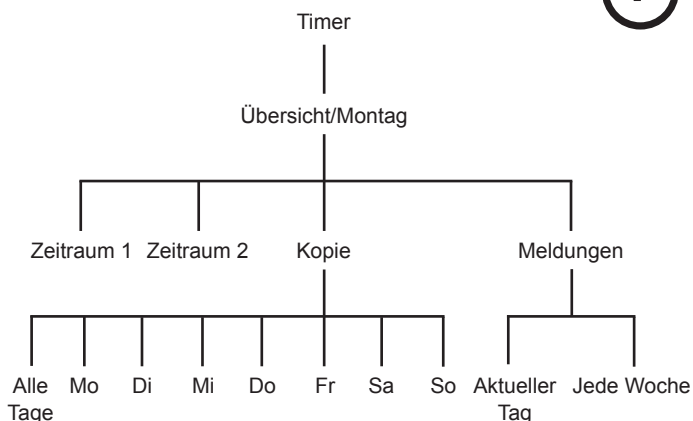 Timer
Übersicht/Montag
Zeitraum 1 Zeitraum 2 Kopie Meldungen
Alle Mo Di Mi Do Fr Sa So Aktueller Jede Woche
Tage Tag